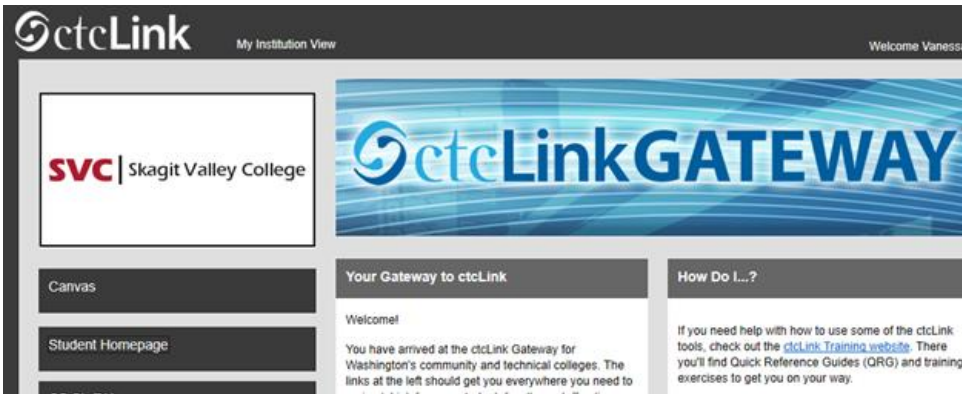 ctcLink
My Institution View
Welcome Vaness
SVC Skagit Valley College
ctcLinkGATEWAY
Canvas
Student Homepage
Your Gateway to ctcLink
Welcome!
You have arrived at the ctcLink Gateway for
Washington's community and technical colleges. The
links at the left should get you everywhere you need to
How Do I...?
If you need help with how to use some of the ctcLink
tools, check out the ctcLink Training website. There
you'll find Quick Reference Guides (QRG) and training
exercises to get you on your way.